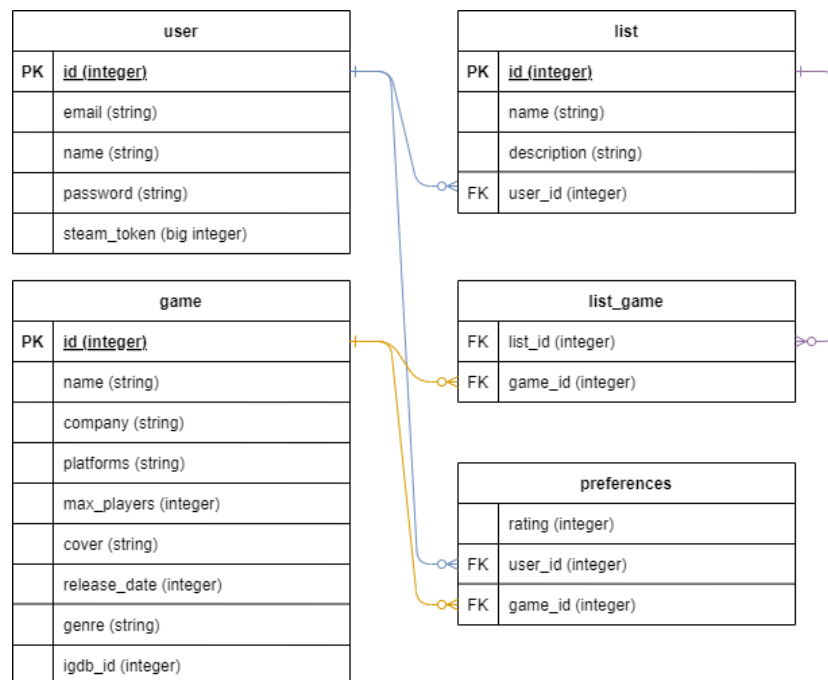 user
PK id (integer)
email (string)
name (string)
password (string)
steam_token (big integer)
list
PK id (integer)
name (string)
description (string)
FK user_id (integer)
game
PK id (integer)
name (string)
company (string)
platforms (string)
max_players (integer)
cover (string)
release_date (integer)
genre (string)
igdb_id (integer)
list_game
FK list_id (integer)
FK game_id (integer)
preferences
rating (integer)
FK user_id (integer)
FK game_id (integer)